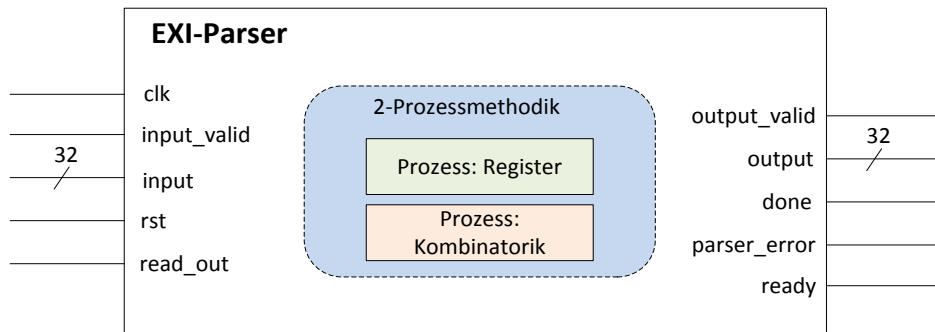 EXI-Parser
clk
input_valid
32
input
rst
read_out
2-Prozessmethodik
Prozess: Register
Prozess:
Kombinatorik
output_valid
32
output
done
parser_error
ready